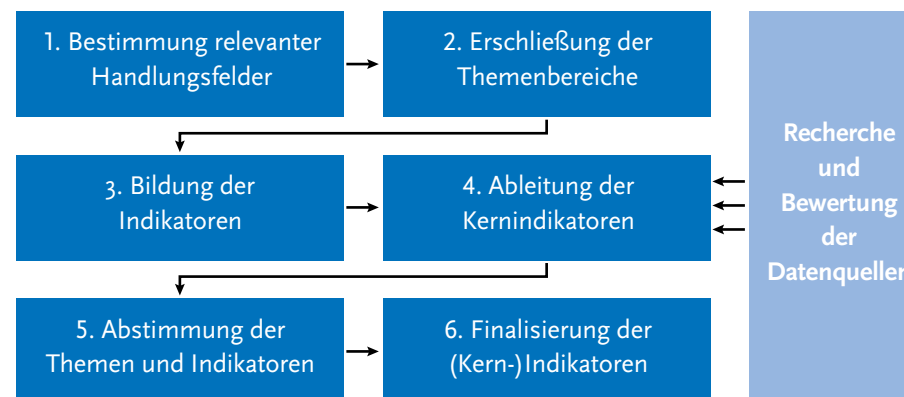 1. Bestimmung relevanter
Handlungsfelder
2. Erschließung der
Themenbereiche
3. Bildung der
Indikatoren
4. Ableitung der
Kernindikatoren
5. Abstimmung der
Themen und Indikatoren
6. Finalisierung der
(Kern-)Indikatoren
Recherche
und
Bewertung
der
Datenquellen